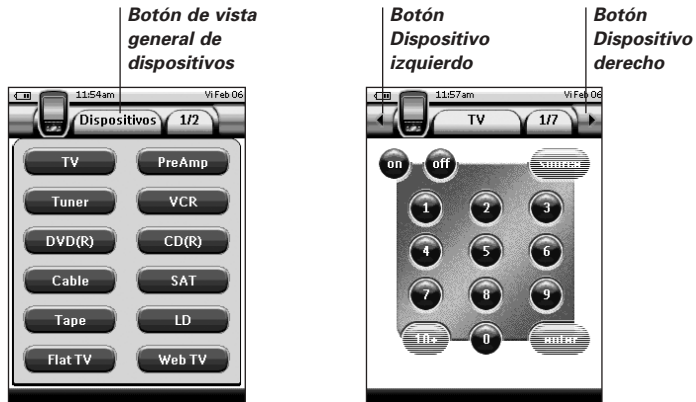 Botón de vista
general de
dispositivos
11:54am Vi Feb 06
Dispositivos 1/2
TV PreAmp
Tuner VCR
DVD(R) CD(R)
Cable SAT
Tape LD
Flat TV Web TV
Botón
Dispositivo
izquierdo
Botón
Dispositivo
derecho
11:57am Vi Feb 06
TV 1/7
on off source
1 2 3
4 5 6
7 8 9
10+ 0 enter